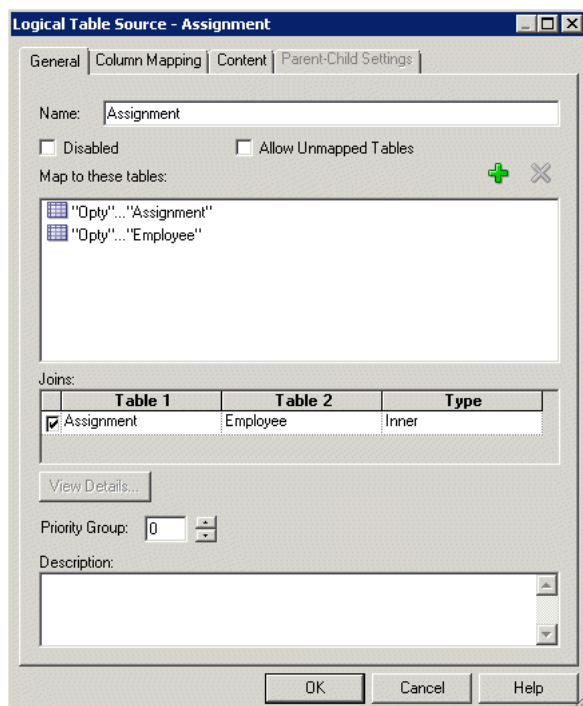 Logical Table Source - Assignment
General Column Mapping Content Parent-Child Settings
Name: Assignment
Disabled Allow Unmapped Tables
Map to these tables:
"Opty"..."Assignment"
"Opty"..."Employee"
Joins:
Table 1 Table 2 Type
Assignment Employee Inner
View Details...
Priority Group: 0
Description:
OK Cancel Help